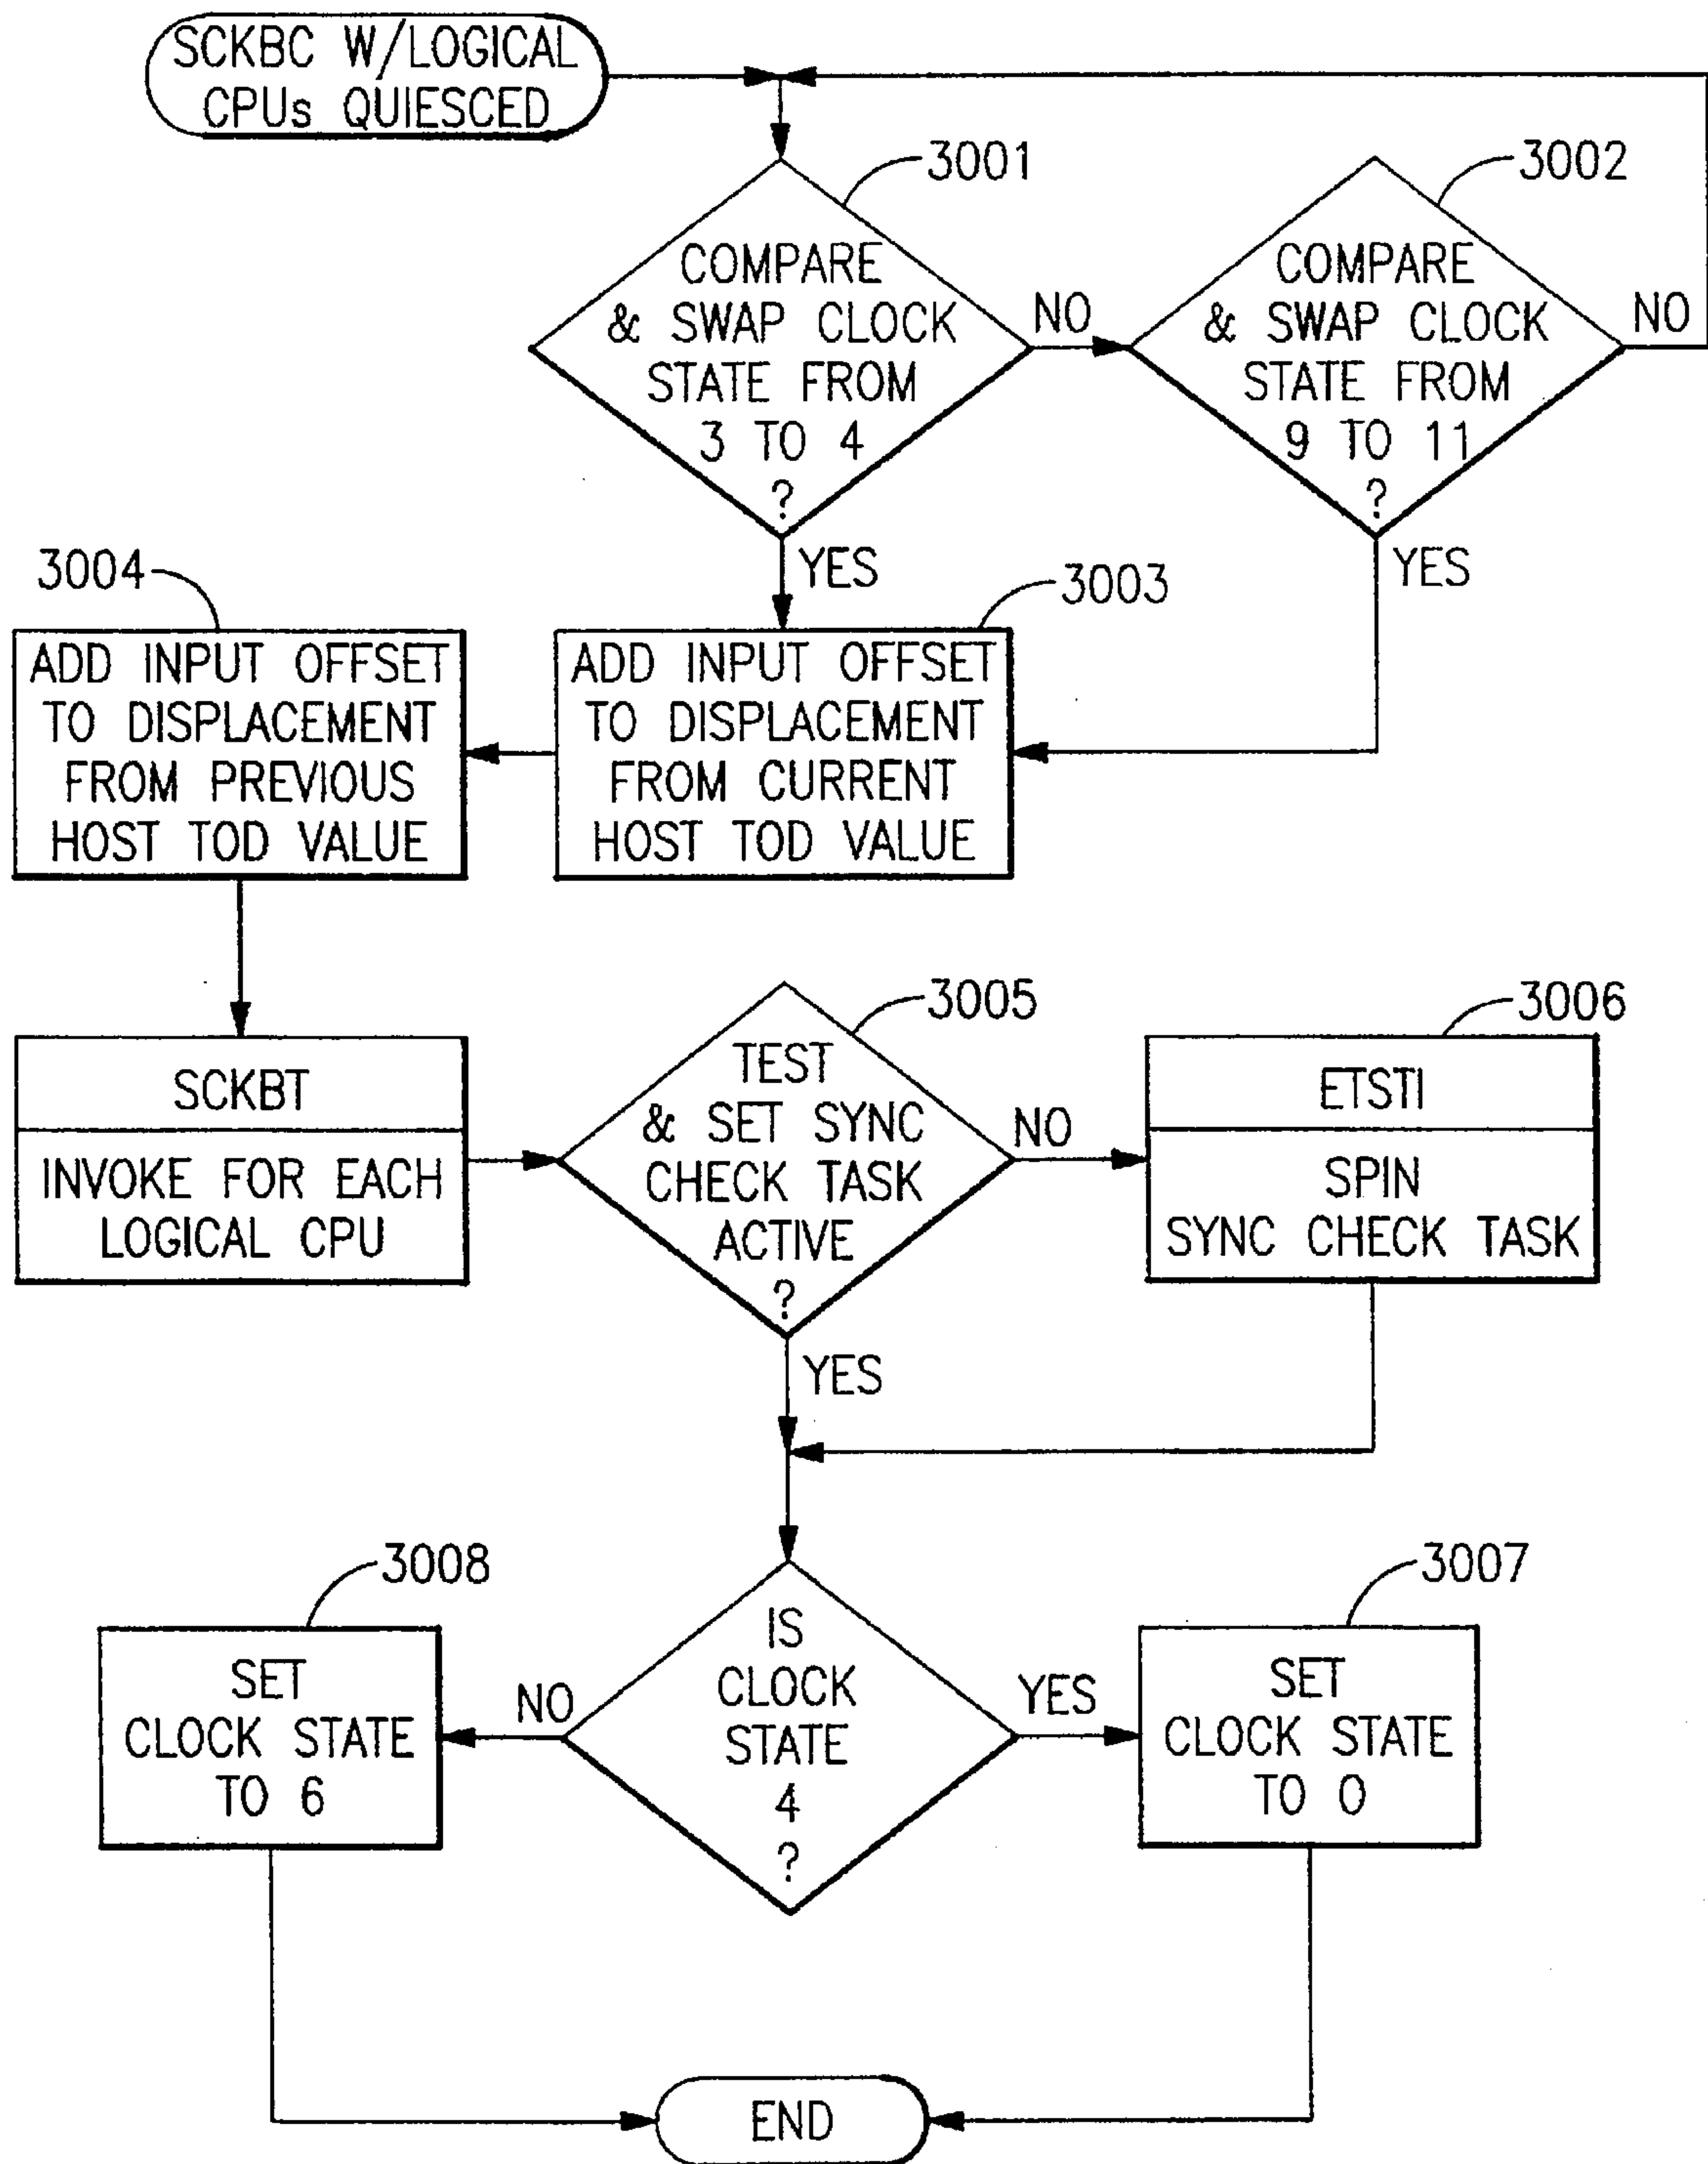 SCKBC W/LOGICAL
CPUs QUIESCED
3001
COMPARE
& SWAP CLOCK
STATE FROM
3 TO 4
?
NO
YES
3002
COMPARE
& SWAP CLOCK
STATE FROM
9 TO 11
?
NO
YES
3003
ADD INPUT OFFSET
TO DISPLACEMENT
FROM CURRENT
HOST TOD VALUE
3004
ADD INPUT OFFSET
TO DISPLACEMENT
FROM PREVIOUS
HOST TOD VALUE
SCKBT
INVOKE FOR EACH
LOGICAL CPU
3005
TEST
& SET SYNC
CHECK TASK
ACTIVE
?
NO
YES
3006
ETSTI
SPIN
SYNC CHECK TASK
IS
CLOCK
STATE
4
?
NO
YES
3008
SET
CLOCK STATE
TO 6
3007
SET
CLOCK STATE
TO 0
END